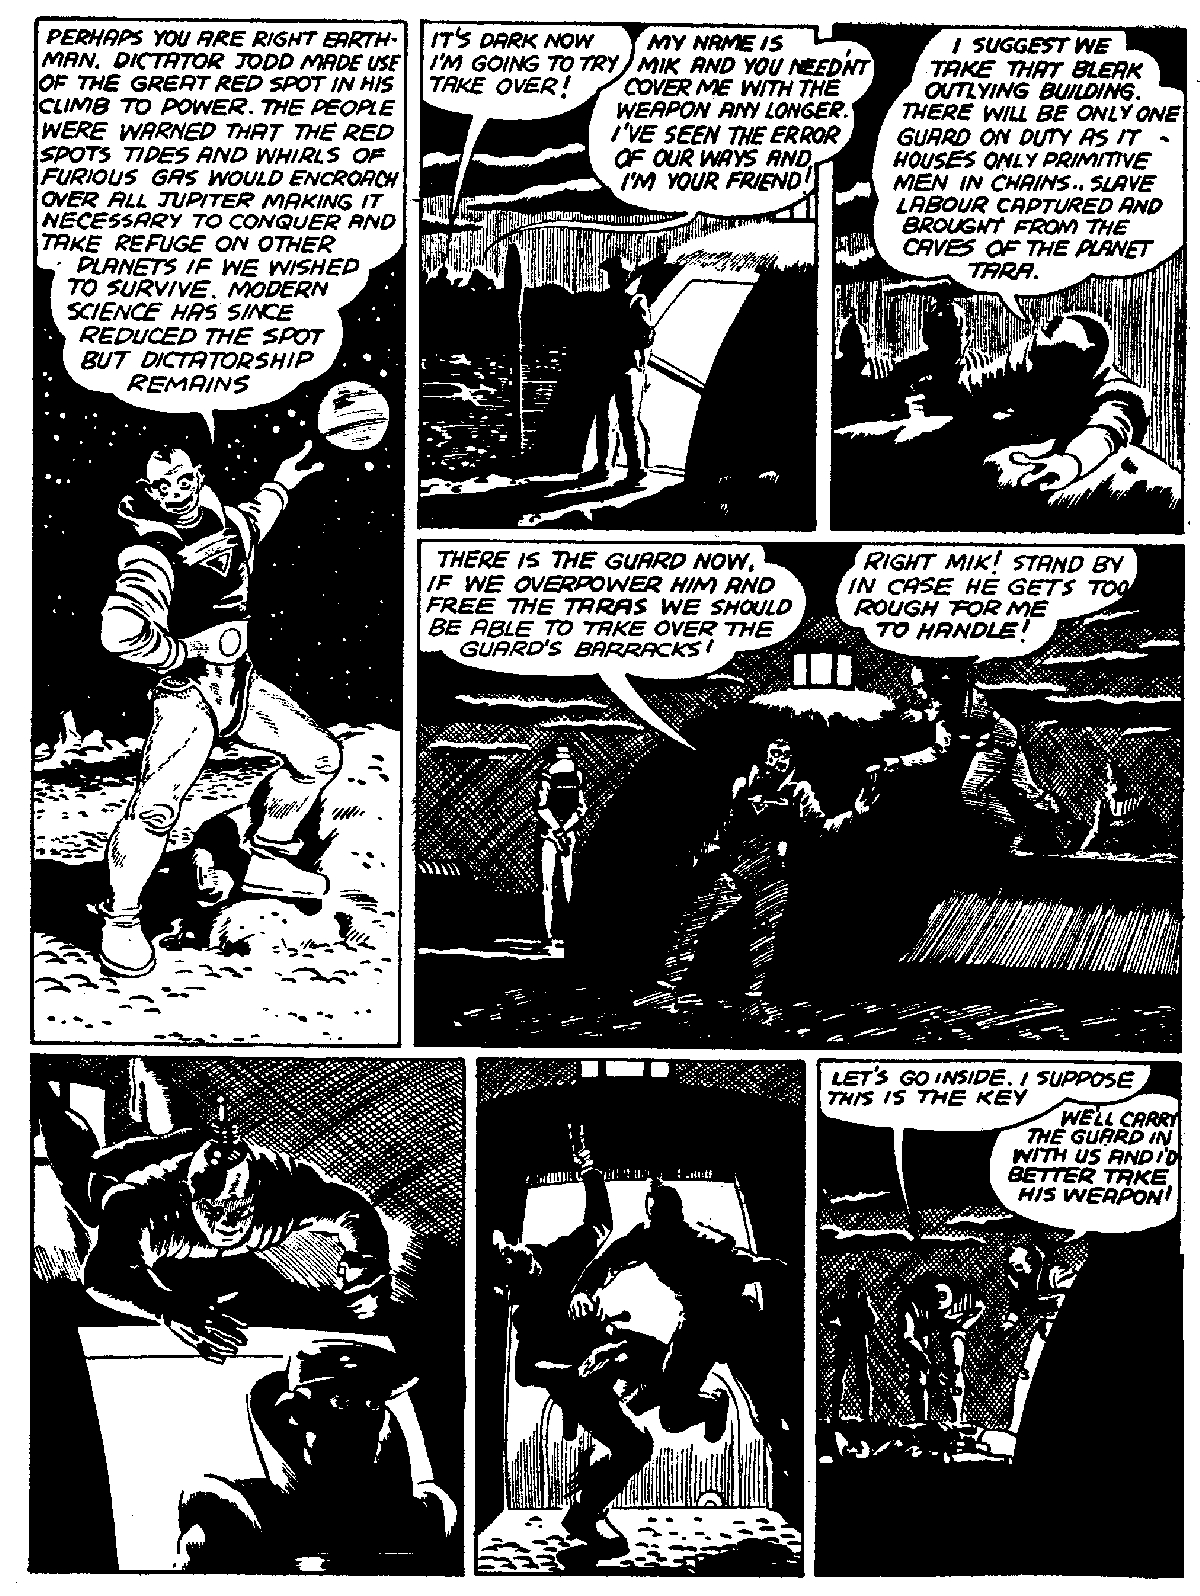 PERHAPS YOU ARE RIGHT EARTH-
MAN. DICTATOR JODD MADE USE
OF THE GREAT RED SPOT IN HIS
CLIMB TO POWER. THE PEOPLE
WERE WARNED THAT THE RED
SPOTS TIDES AND WHIRLS OF
FURIOUS GAS WOULD ENCROACH
OVER ALL JUPITER MAKING IT
NECESSARY TO CONQUER AND
TAKE REFUGE ON OTHER
PLANETS IF WE WISHED
TO SURVIVE. MODERN
SCIENCE HAS SINCE
REDUCED THE SPOT
BUT DICTATORSHIP
REMAINS
IT'S DARK NOW
I'M GOING TO TRY
TAKE OVER!
MY NAME IS
MIK AND YOU NEEDN'T
COVER ME WITH THE
WEAPON ANY LONGER.
I'VE SEEN THE ERROR
OF OUR WAYS AND
I'M YOUR FRIEND!
I SUGGEST WE
TAKE THAT BLEAK
OUTLYING BUILDING.
THERE WILL BE ONLY ONE
GUARD ON DUTY AS IT -
HOUSES ONLY PRIMITIVE
MEN IN CHAINS.. SLAVE
LABOUR CAPTURED AND
BROUGHT FROM THE
CAVES OF THE PLANET
TARA.
THERE IS THE GUARD NOW.
IF WE OVERPOWER HIM AND
FREE THE TARAS WE SHOULD
BE ABLE TO TAKE OVER THE
GUARD'S BARRACKS!
RIGHT MIK! STAND BY
IN CASE HE GETS TOO
ROUGH FOR ME
TO HANDLE!
LET'S GO INSIDE. I SUPPOSE
THIS IS THE KEY
WE'LL CARRY
THE GUARD IN
WITH US AND I'D
BETTER TAKE
HIS WEAPON!